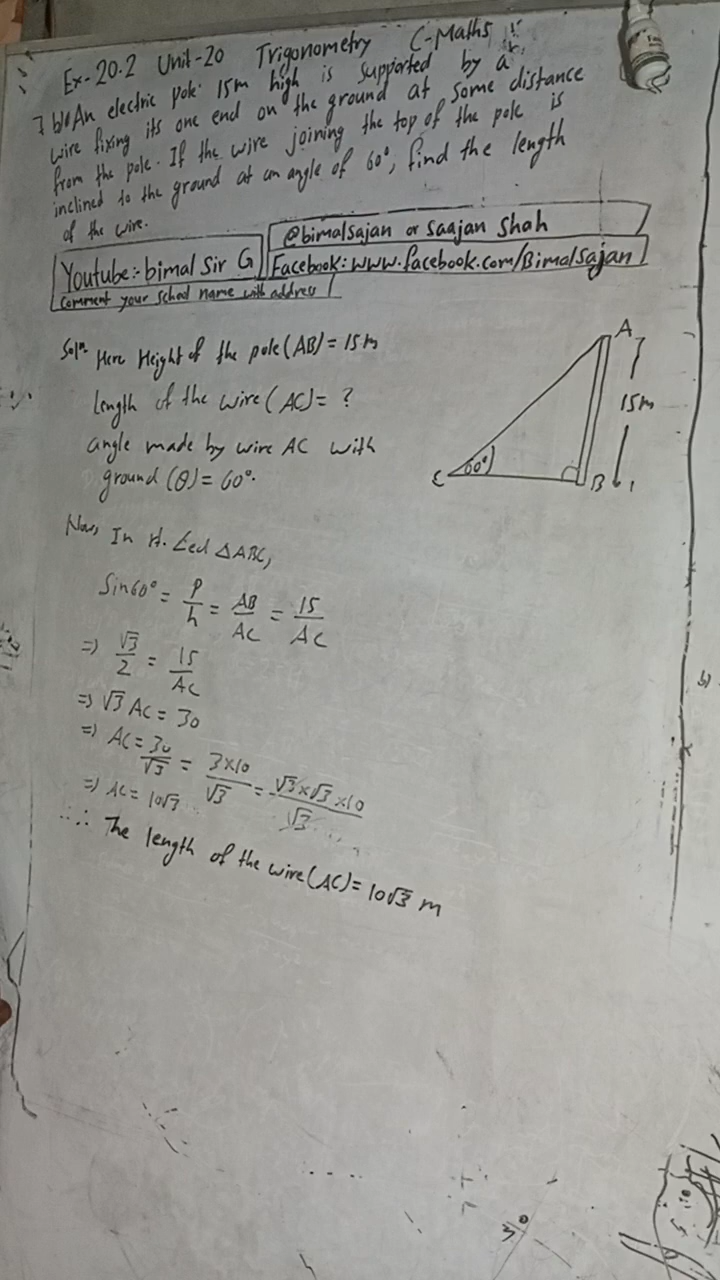 Ex-20.2 Unit-20 Trigonometry C-Maths
7 b) An electric pole 15m high is supported by a
wire fixing its one end on the ground at some distance
from the pole. If the wire joining the top of the pole is
inclined to the ground at an angle of 60°, find the length
of the wire.
@bimalsajan or Saajan Shah
Youtube:- bimal Sir G
Facebook: www.facebook.com/Bimalsajan
Comment your School name with address
Solⁿ Here Height of the pole (AB) = 15m
Length of the wire (AC) = ?
angle made by wire AC with
ground (θ) = 60°.
A
15m
60°
C
B
Now, In rt. ∠ed △ABC,
Sin60° = P/h = AB/AC = 15/AC
=> √3/2 = 15/AC
=> √3 AC = 30
=> AC = 30/√3 = 3×10/√3 = √3×√3×10/√3
=> AC = 10√3
∴ The length of the wire (AC) = 10√3 m